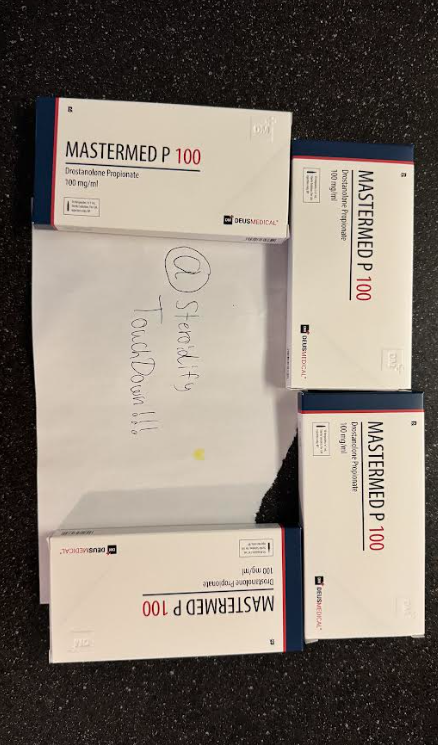 MASTERMED P 100
Drostanolone Propionate
100 mg/ml
DEUSMEDICAL
MASTERMED P 100
Drostanolone Propionate
100 mg/ml
DEUSMEDICAL
@ Steroidify
TouchDown!!!
MASTERMED P 100
Drostanolone Propionate
100 mg/ml
DEUSMEDICAL
MASTERMED P 100
Drostanolone Propionate
100 mg/ml
DEUSMEDICAL